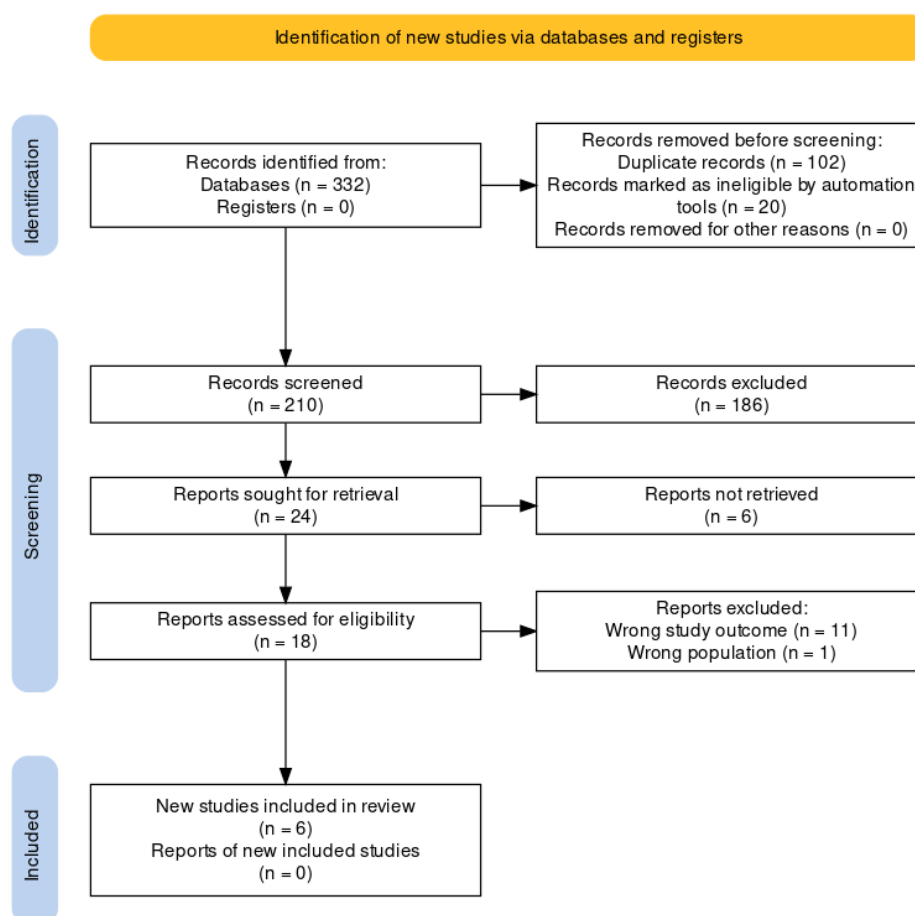 Identification of new studies via databases and registers
Identification
Records identified from:
Databases (n = 332)
Registers (n = 0)
Records removed before screening:
Duplicate records (n = 102)
Records marked as ineligible by automation
tools (n = 20)
Records removed for other reasons (n = 0)
Screening
Records screened
(n = 210)
Records excluded
(n = 186)
Reports sought for retrieval
(n = 24)
Reports not retrieved
(n = 6)
Reports assessed for eligibility
(n = 18)
Reports excluded:
Wrong study outcome (n = 11)
Wrong population (n = 1)
Included
New studies included in review
(n = 6)
Reports of new included studies
(n = 0)